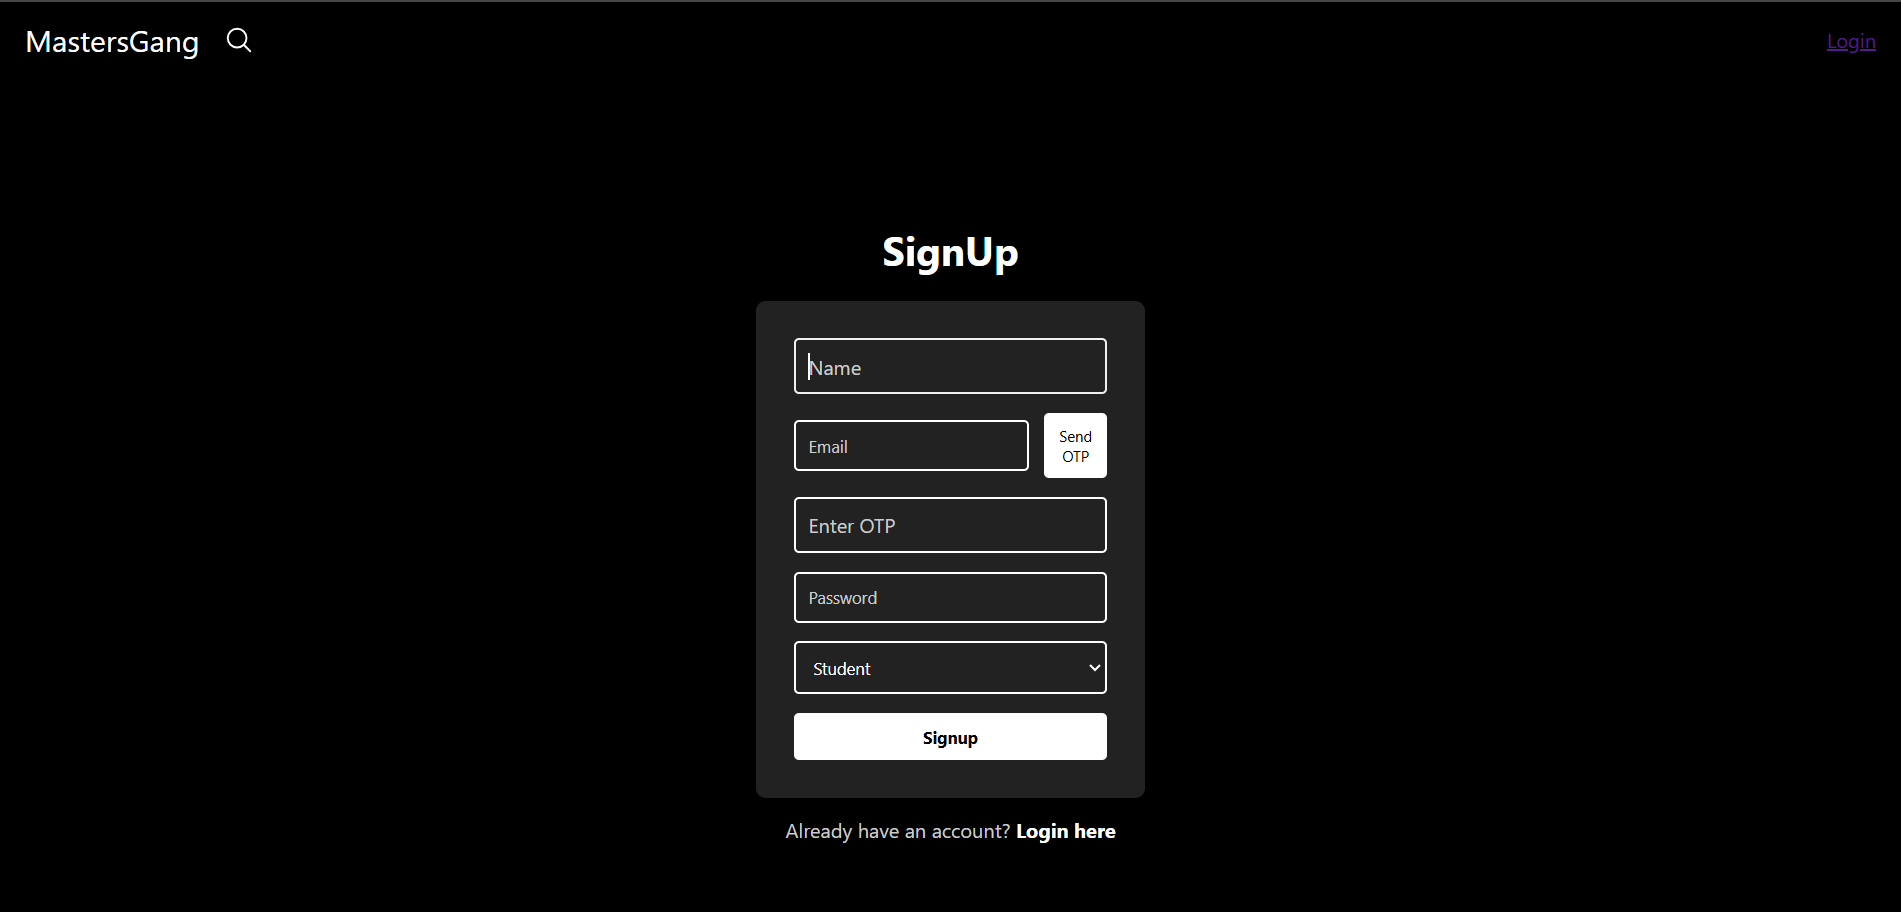 MastersGang
Login
SignUp
Name
Email
Send
OTP
Enter OTP
Password
Student
Signup
Already have an account? Login here